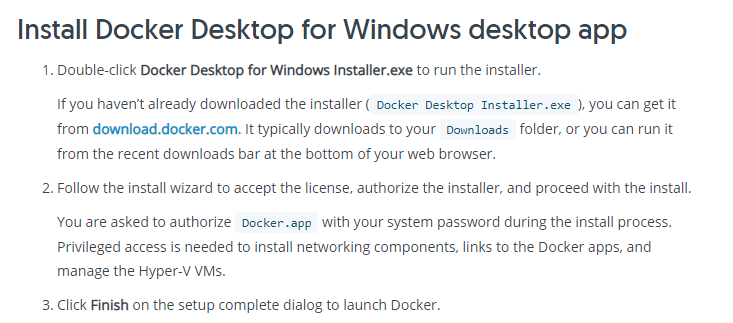 Install Docker Desktop for Windows desktop app
1. Double-click Docker Desktop for Windows Installer.exe to run the installer.
If you haven’t already downloaded the installer ( Docker Desktop Installer.exe ), you can get it
from download.docker.com. It typically downloads to your Downloads folder, or you can run it
from the recent downloads bar at the bottom of your web browser.
2. Follow the install wizard to accept the license, authorize the installer, and proceed with the install.
You are asked to authorize Docker.app with your system password during the install process.
Privileged access is needed to install networking components, links to the Docker apps, and
manage the Hyper-V VMs.
3. Click Finish on the setup complete dialog to launch Docker.